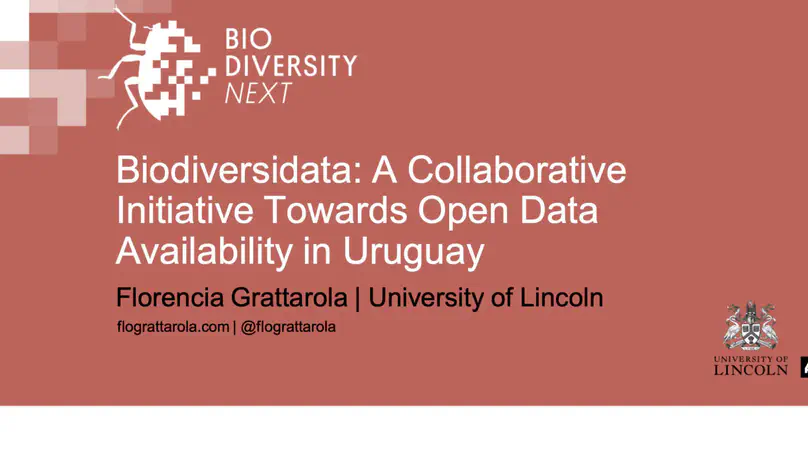 BIO
DIVERSITY
NEXT
Biodiversidata: A Collaborative
Initiative Towards Open Data
Availability in Uruguay
Florencia Grattarola | University of Lincoln
flograttarola.com | @flograttarola
UNIVERSITY OF
LINCOLN